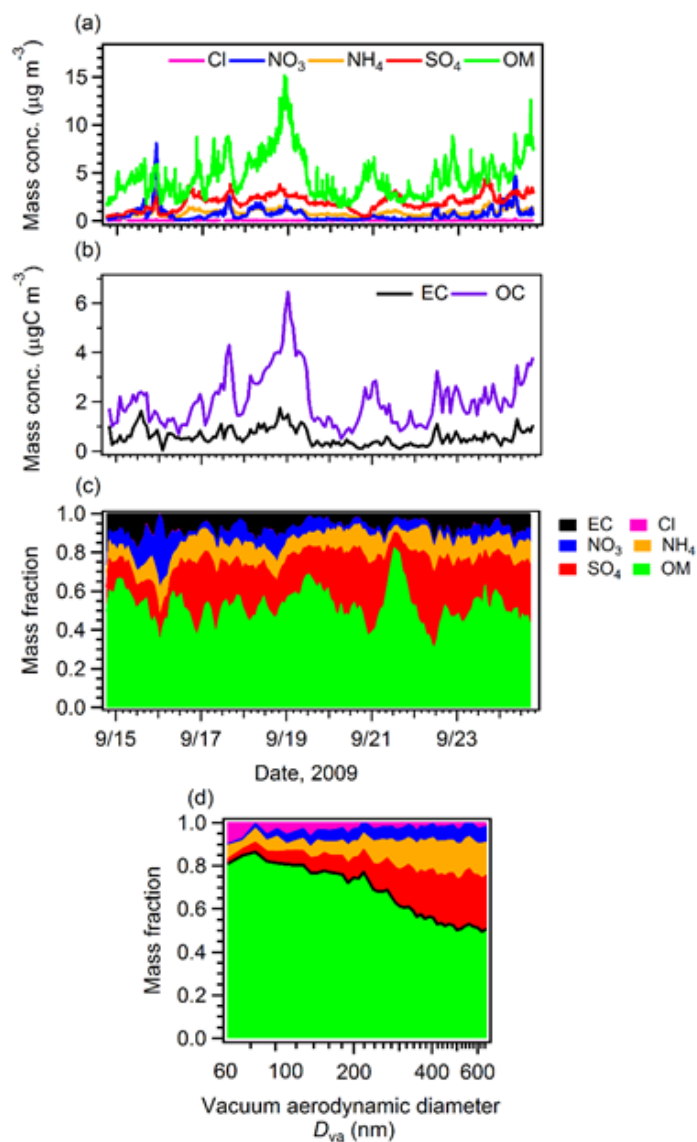 (a)
Cl NO₃ NH₄ SO₄ OM
Mass conc. (μg m⁻³)
15
10
5
0
(b)
EC OC
Mass conc. (μgC m⁻³)
6
4
2
0
(c)
Mass fraction
1.0
0.8
0.6
0.4
0.2
0.0
EC Cl
NO₃ NH₄
SO₄ OM
9/15 9/17 9/19 9/21 9/23
Date, 2009
(d)
Mass fraction
1.0
0.8
0.6
0.4
0.2
0.0
60 100 200 400 600
Vacuum aerodynamic diameter
Dva (nm)